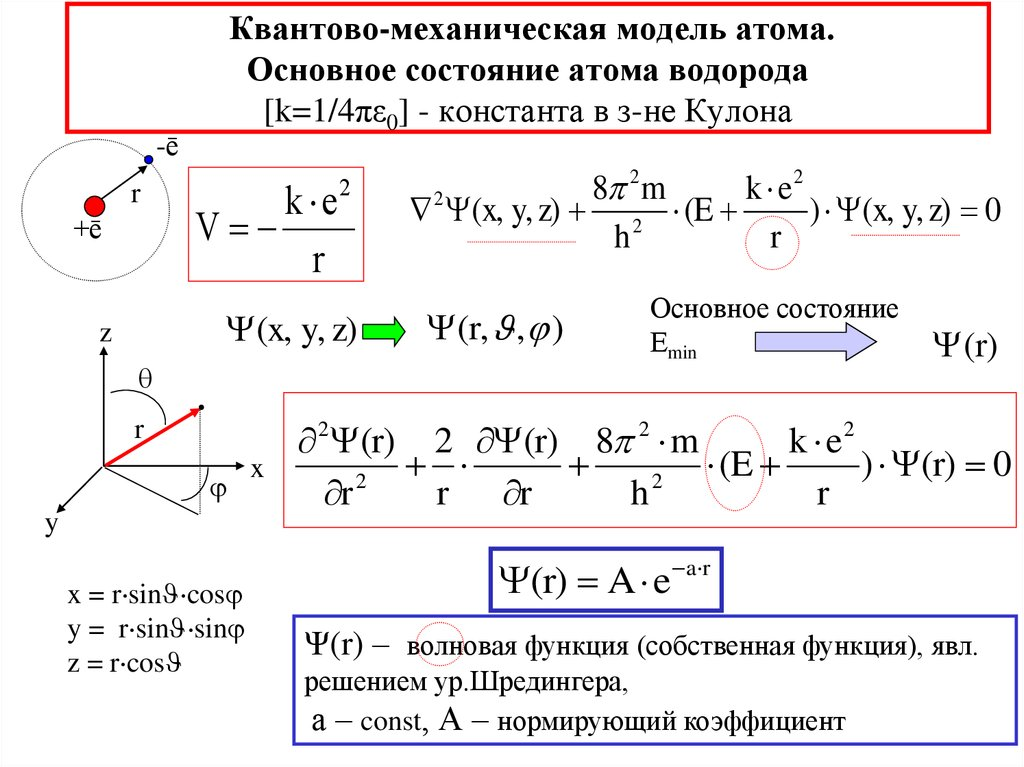 Квантово-механическая модель атома.
Основное состояние атома водорода
[k=1/4πε₀] - константа в з-не Кулона
-ē
r
+ē
V = − k·e² / r
∇²Ψ(x, y, z) + 8π²m / h² · (E + k·e² / r)·Ψ(x, y, z) = 0
Ψ(x, y, z)
Ψ(r, ϑ, φ)
Основное состояние
Emin
Ψ(r)
z
θ
r
x
φ
y
∂²Ψ(r) / ∂r² + 2 / r · ∂Ψ(r) / ∂r + 8π²·m / h² · (E + k·e² / r)·Ψ(r) = 0
x = r·sinϑ·cosφ
y = r·sinϑ·sinφ
z = r·cosϑ
Ψ(r) = A·e^(−a·r)
Ψ(r) – волновая функция (собственная функция), явл.
решением ур.Шредингера,
a – const, A – нормирующий коэффициент